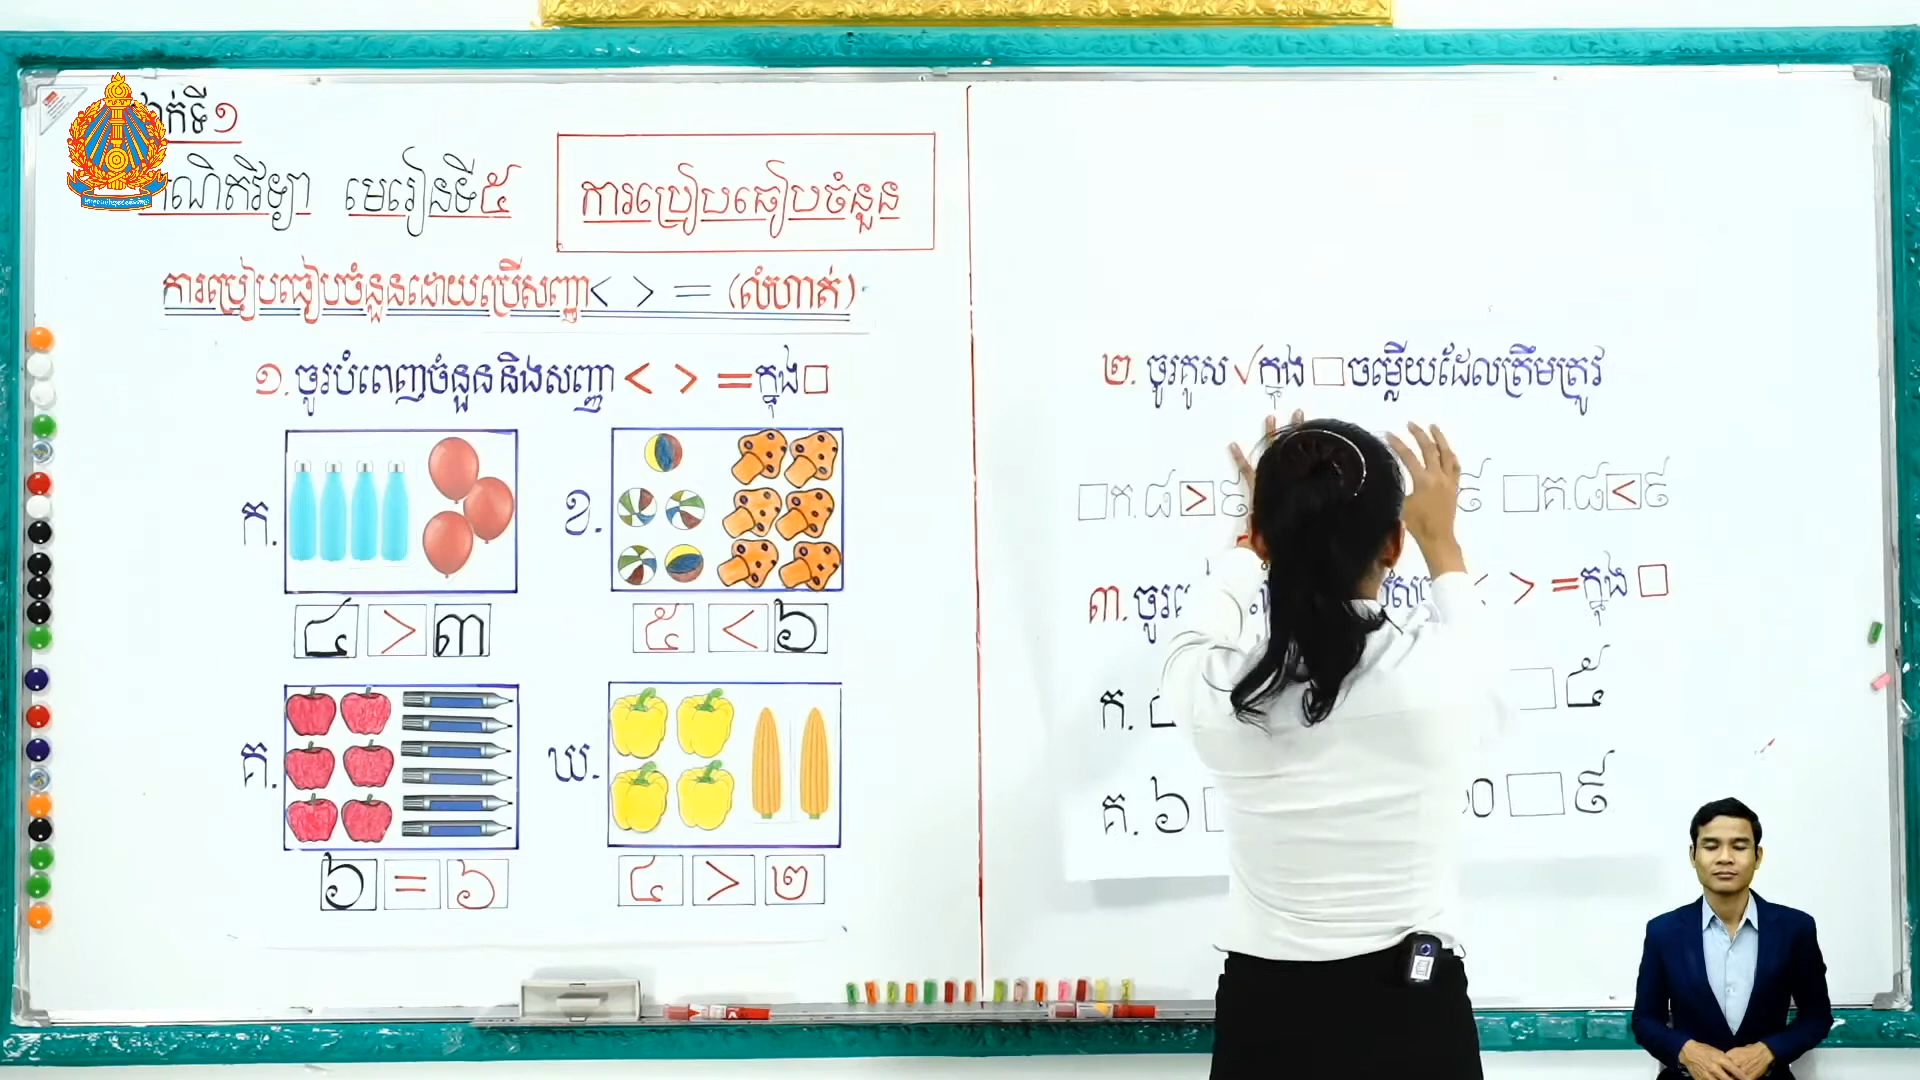 ថ្នាក់ទី១
គណិតវិទ្យា មេរៀនទី៥
ការប្រៀបធៀបចំនួន
ការប្រៀបធៀបចំនួនដោយប្រើសញ្ញា < > = (លំហាត់)
១. ចូរបំពេញចំនួន និងសញ្ញា < > = ក្នុង □
ក.
៤ > ៣
ខ.
៥ < ៦
គ.
៦ = ៦
ឃ.
៤ > ២
២. ចូរគូស √ ក្នុង □ ចម្លើយដែលត្រឹមត្រូវ
□ ក. ៨ > ៩
៩ □ គ. ៨ < ៩
៣. ចូរ > = ក្នុង □
ក. □ ៥
គ. ៦ □
១០ □ ៩